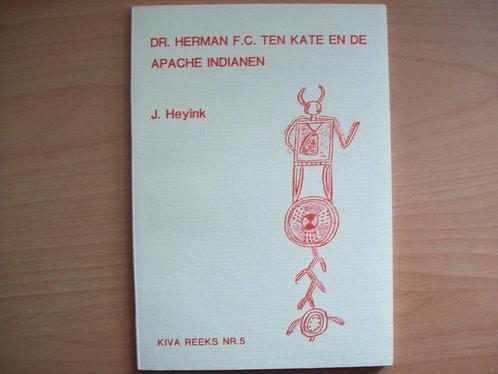 DR. HERMAN F.C. TEN KATE EN DE
APACHE INDIANEN
J. Heyink
KIVA REEKS NR.5